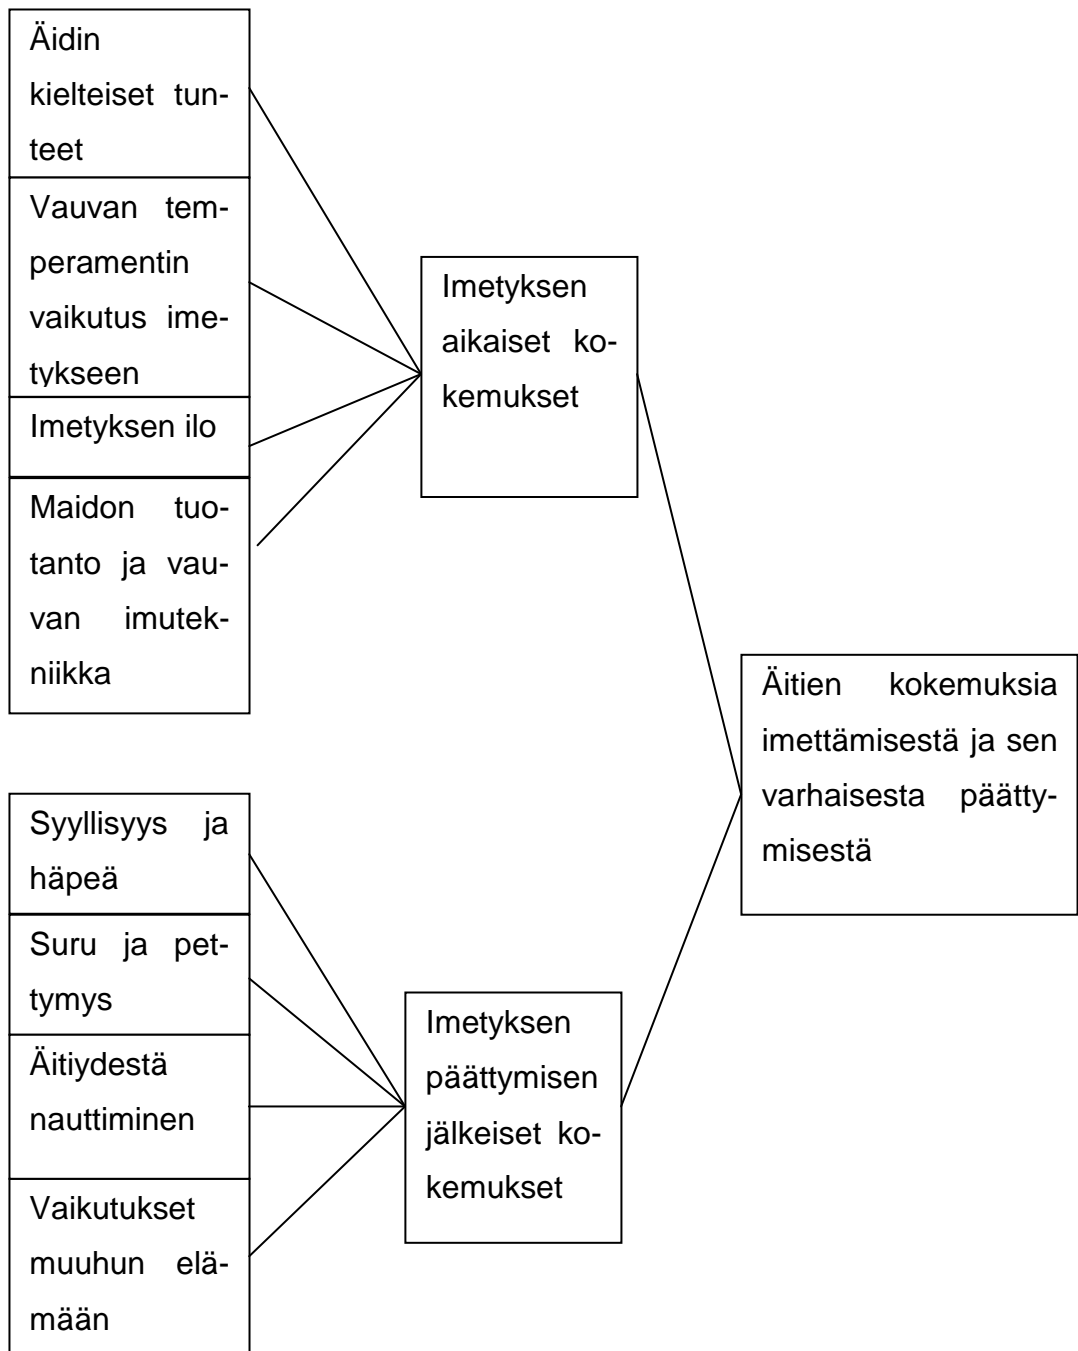 Äidin
kielteiset tun-
teet
Vauvan tem-
peramentin
vaikutus ime-
tykseen
Imetyksen ilo
Maidon tuo-
tanto ja vau-
van imutek-
niikka
Imetyksen
aikaiset ko-
kemukset
Syyllisyys ja
häpeä
Suru ja pet-
tymys
Äitiydestä
nauttiminen
Vaikutukset
muuhun elä-
mään
Imetyksen
päättymisen
jälkeiset ko-
kemukset
Äitien kokemuksia
imettämisestä ja sen
varhaisesta päätty-
misestä